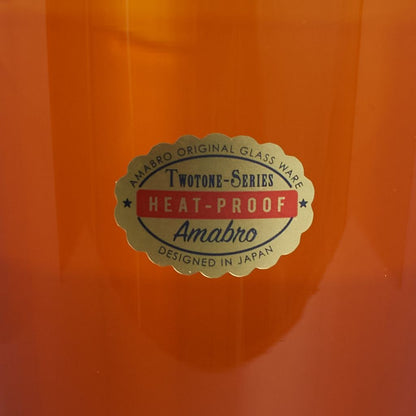 AMABRO ORIGINAL GLASS WARE
TWOTONE-SERIES
HEAT-PROOF
Amabro
DESIGNED IN JAPAN